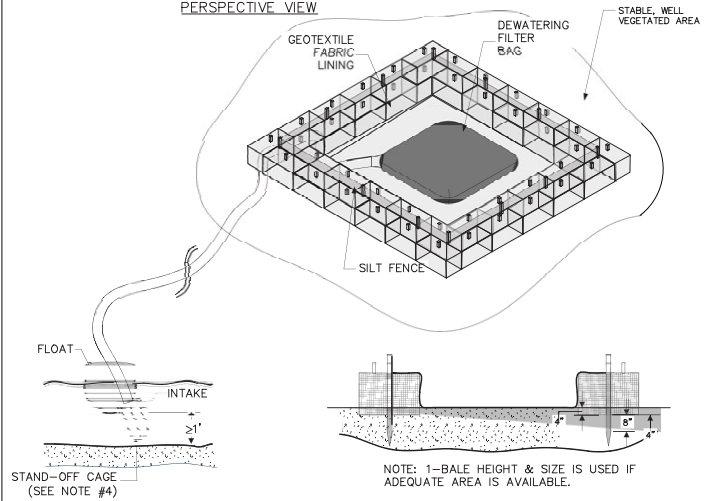 PERSPECTIVE VIEW
STABLE, WELL
VEGETATED AREA
DEWATERING
FILTER
BAG
GEOTEXTILE
FABRIC
LINING
SILT FENCE
FLOAT
INTAKE
≥1'
STAND-OFF CAGE
(SEE NOTE #4)
4"
8"
4"
NOTE: 1-BALE HEIGHT & SIZE IS USED IF
ADEQUATE AREA IS AVAILABLE.